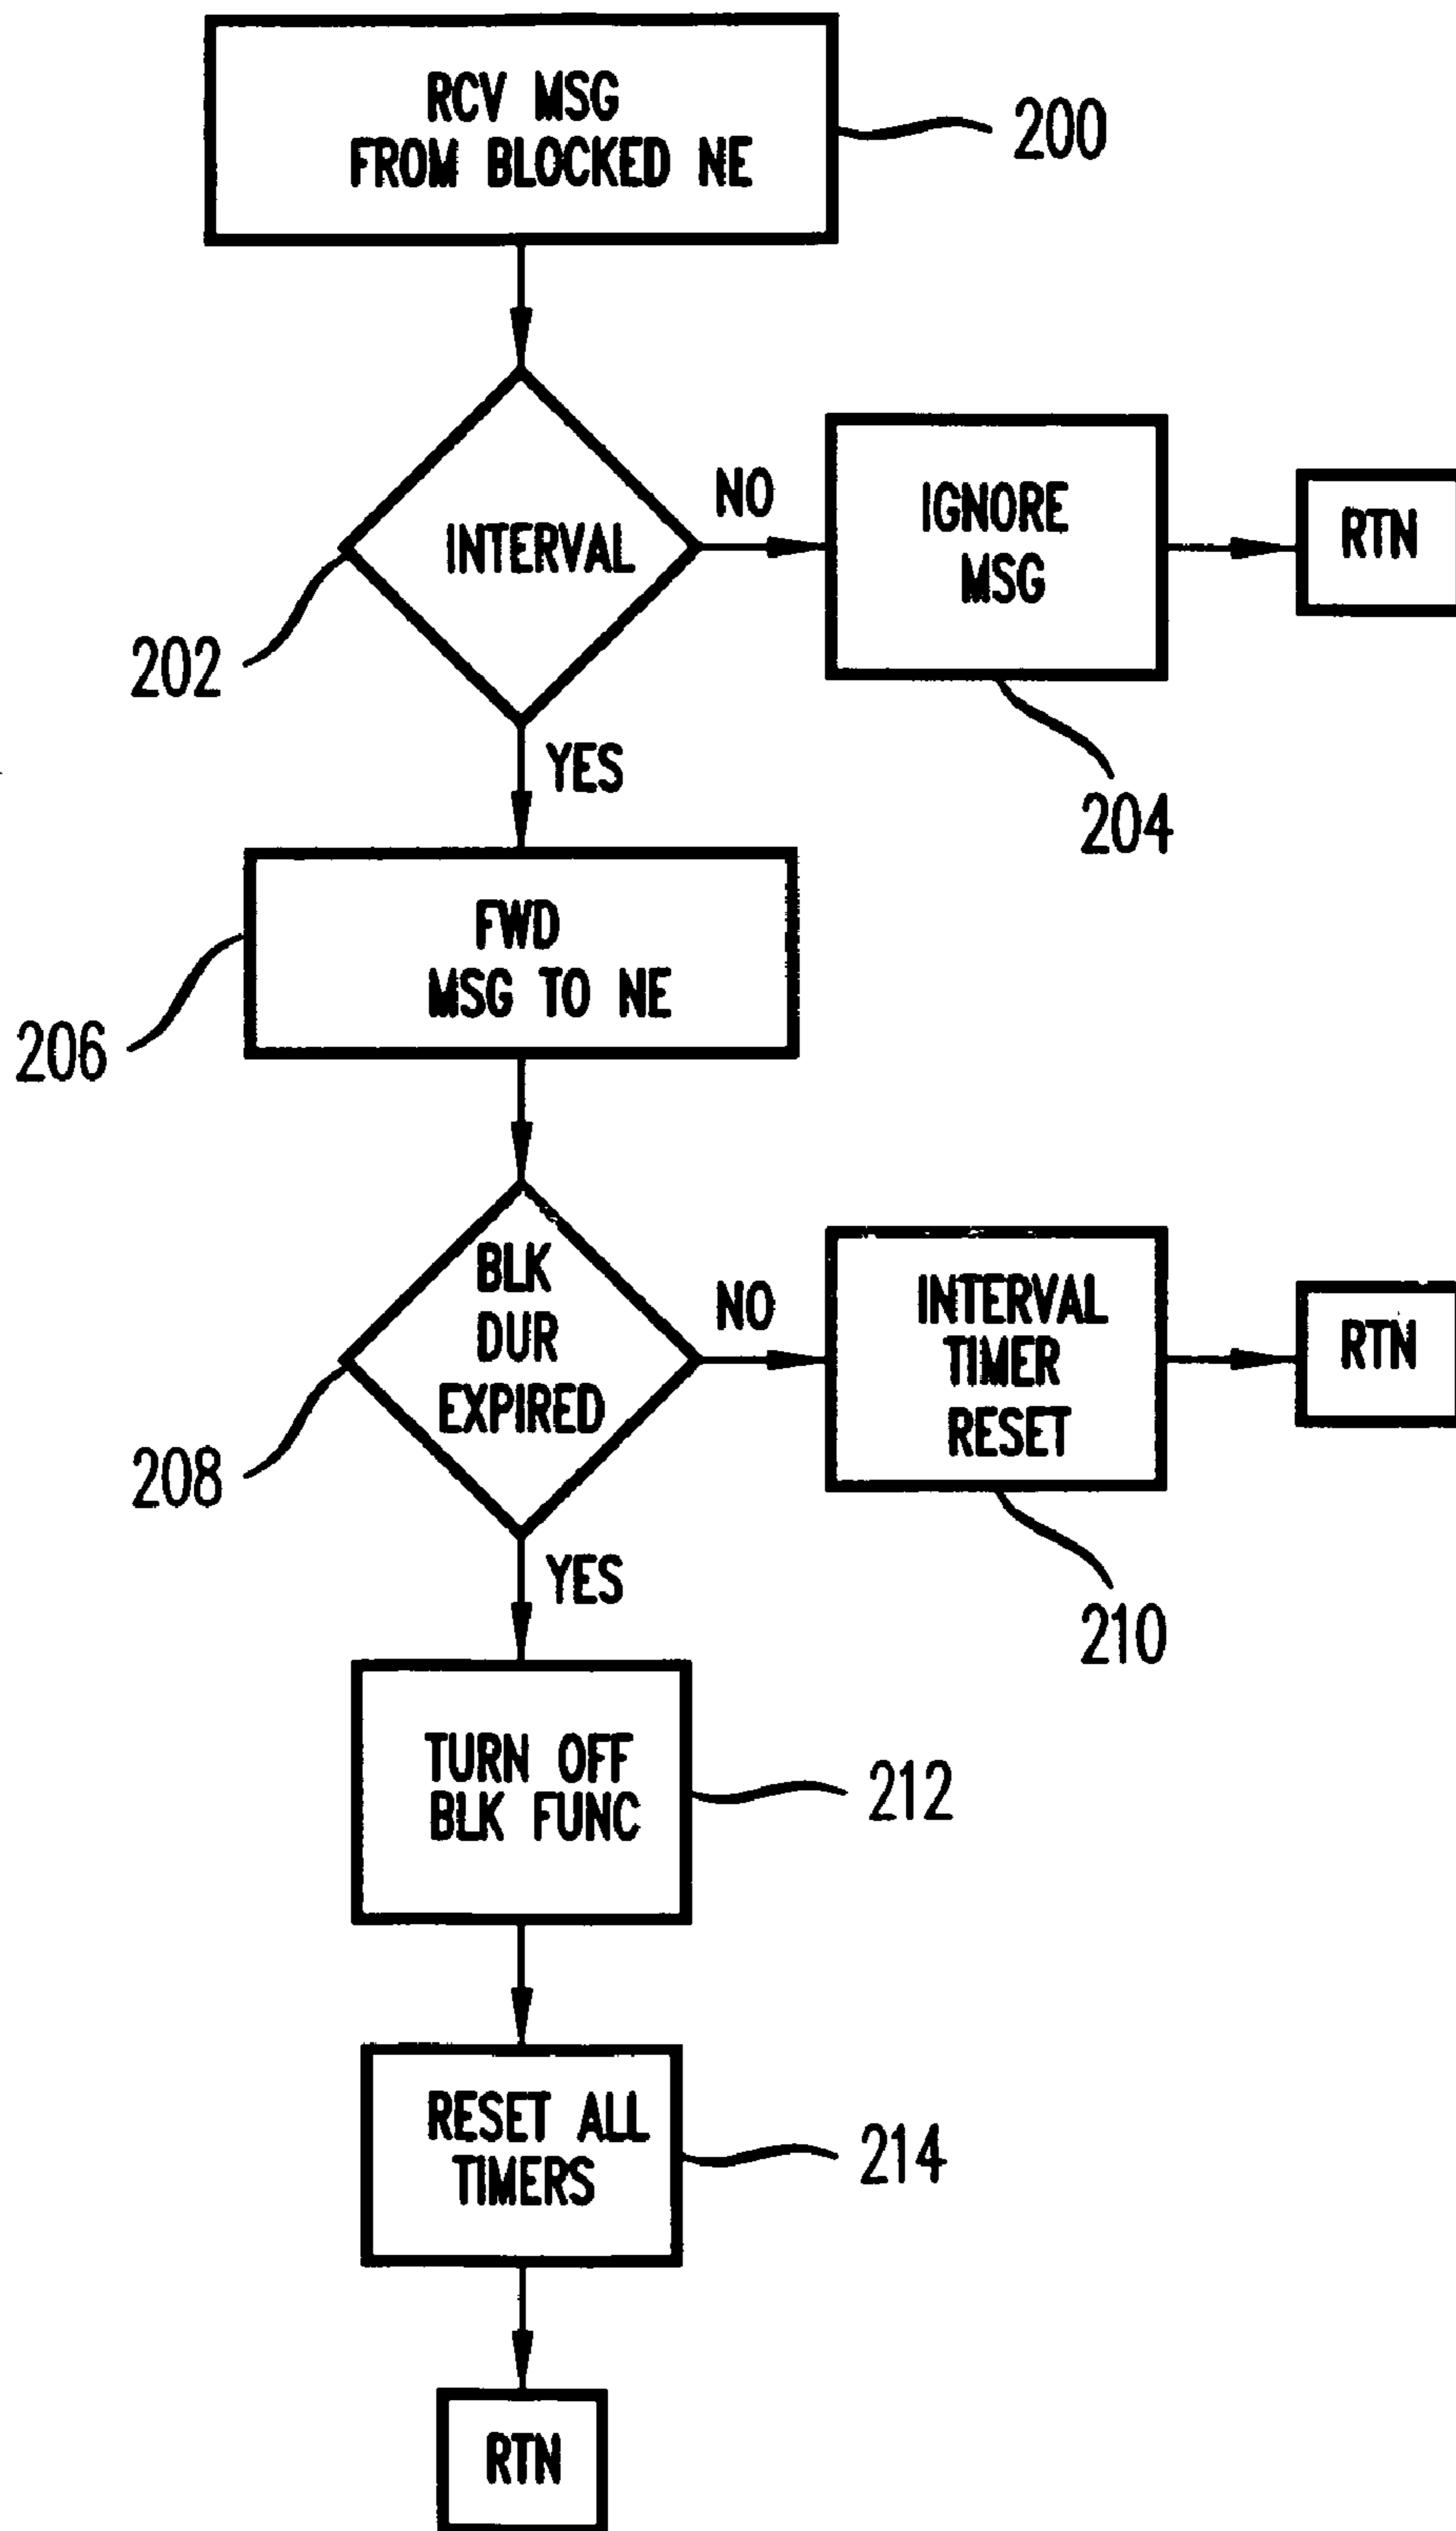 RCV MSG
FROM BLOCKED NE
200
INTERVAL
NO
IGNORE
MSG
RTN
202
204
YES
FWD
MSG TO NE
206
BLK
DUR
EXPIRED
NO
INTERVAL
TIMER
RESET
RTN
208
210
YES
TURN OFF
BLK FUNC
212
RESET ALL
TIMERS
214
RTN